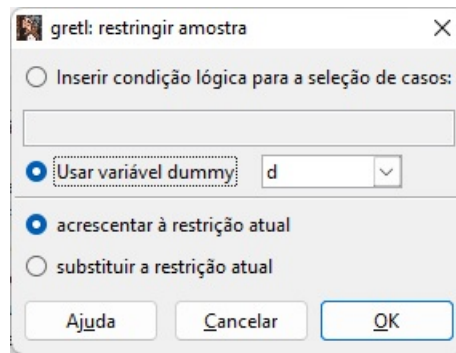 gretl: restringir amostra
Inserir condição lógica para a seleção de casos:
Usar variável dummy d
acrescentar à restrição atual
substituir a restrição atual
Ajuda Cancelar OK